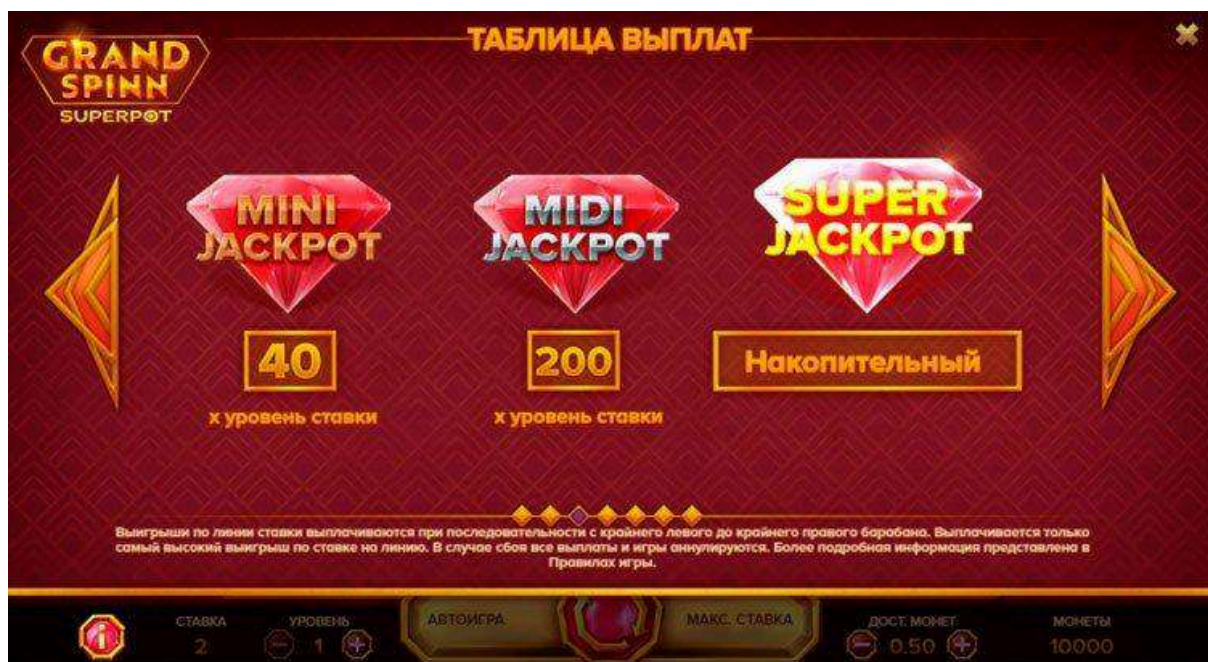 ТАБЛИЦА ВЫПЛАТ
GRAND
SPINN
SUPERPOT
MINI
JACKPOT
MIDI
JACKPOT
SUPER
JACKPOT
40
200
Накопительный
x уровень ставки
x уровень ставки
Выигрыши по линии ставки выплачиваются при последовательности с крайнего левого до крайнего правого барабана. Выплачивается только
самый высокий выигрыш по ставке на линию. В случае сбоя все выплаты и игры аннулируются. Более подробная информация представлена в
Правилах игры.
СТАВКА
2
УРОВЕНЬ
1
АВТОИГРА
МАКС. СТАВКА
ДОСТ. МОНЕТ
0.50
МОНЕТЫ
10000